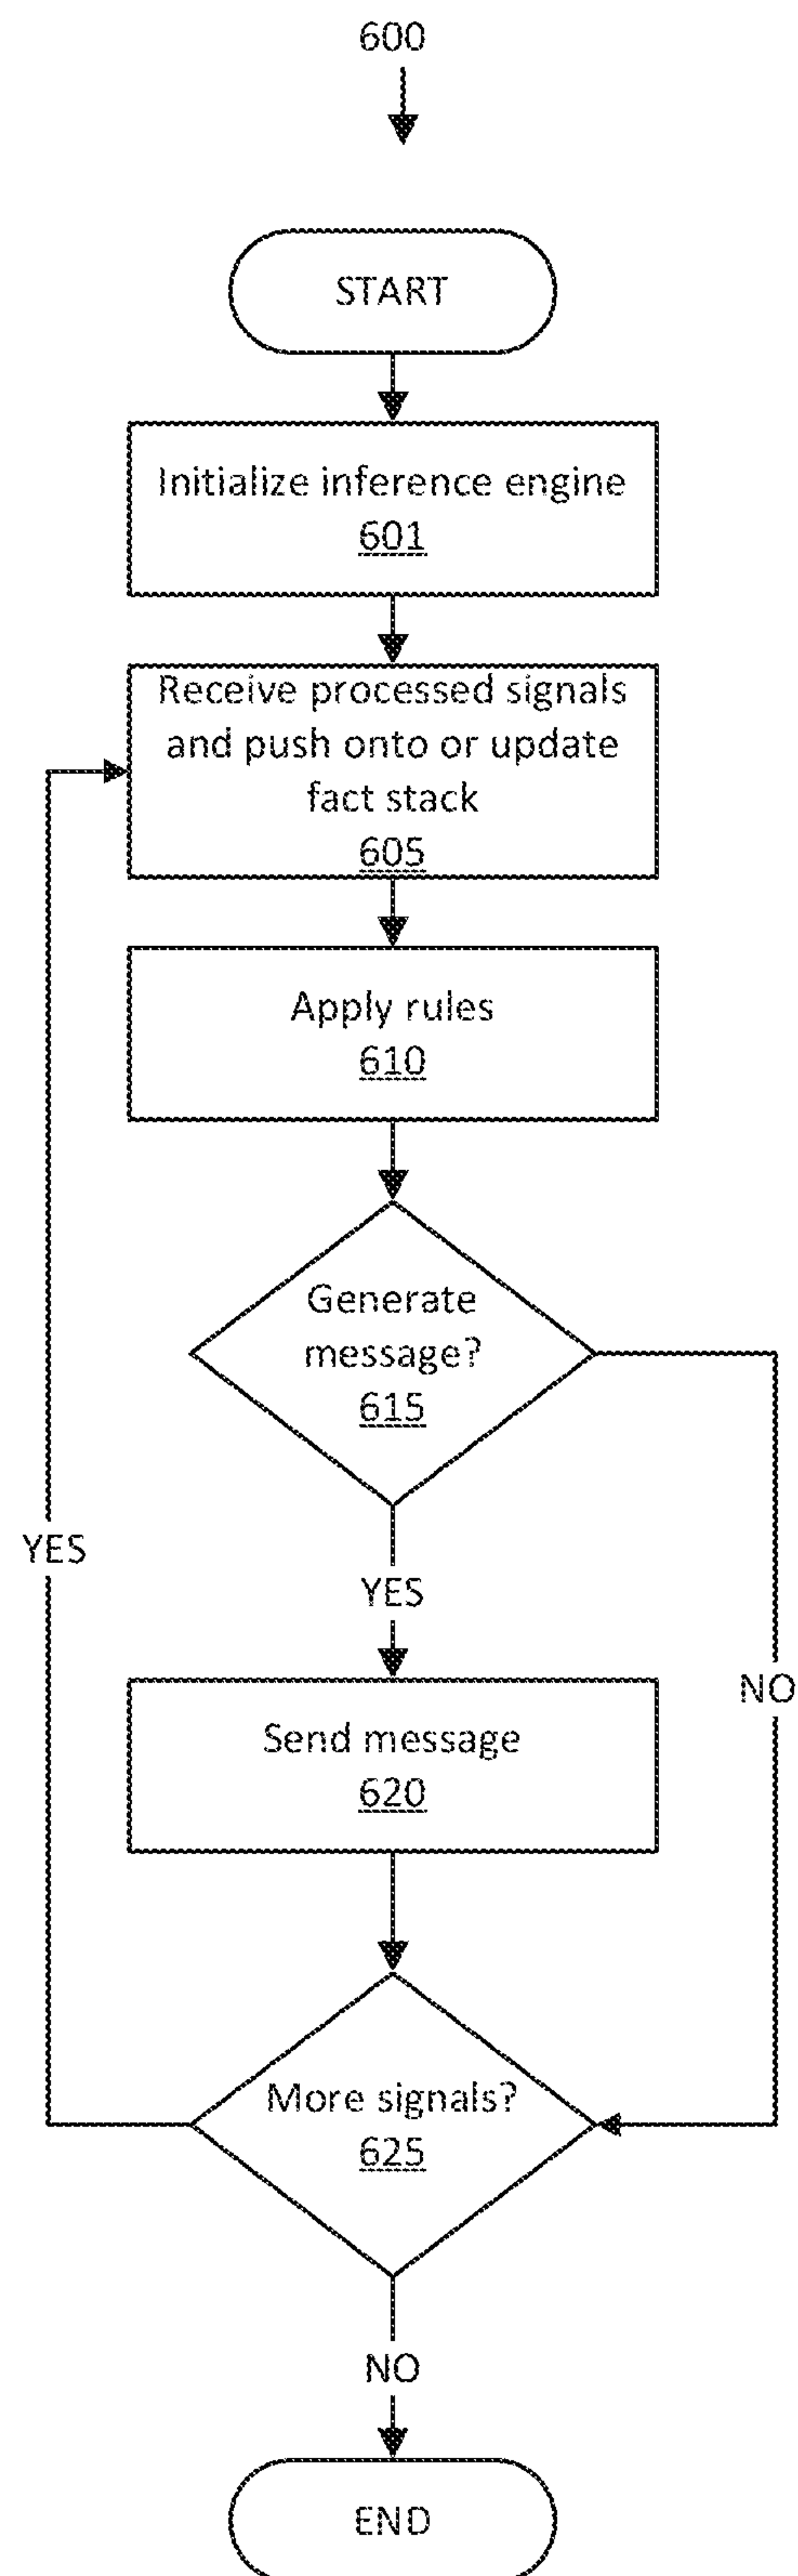 600
START
Initialize inference engine
601
Receive processed signals
and push onto or update
fact stack
605
Apply rules
610
Generate
message?
615
YES
YES
NO
Send message
620
More signals?
625
NO
END